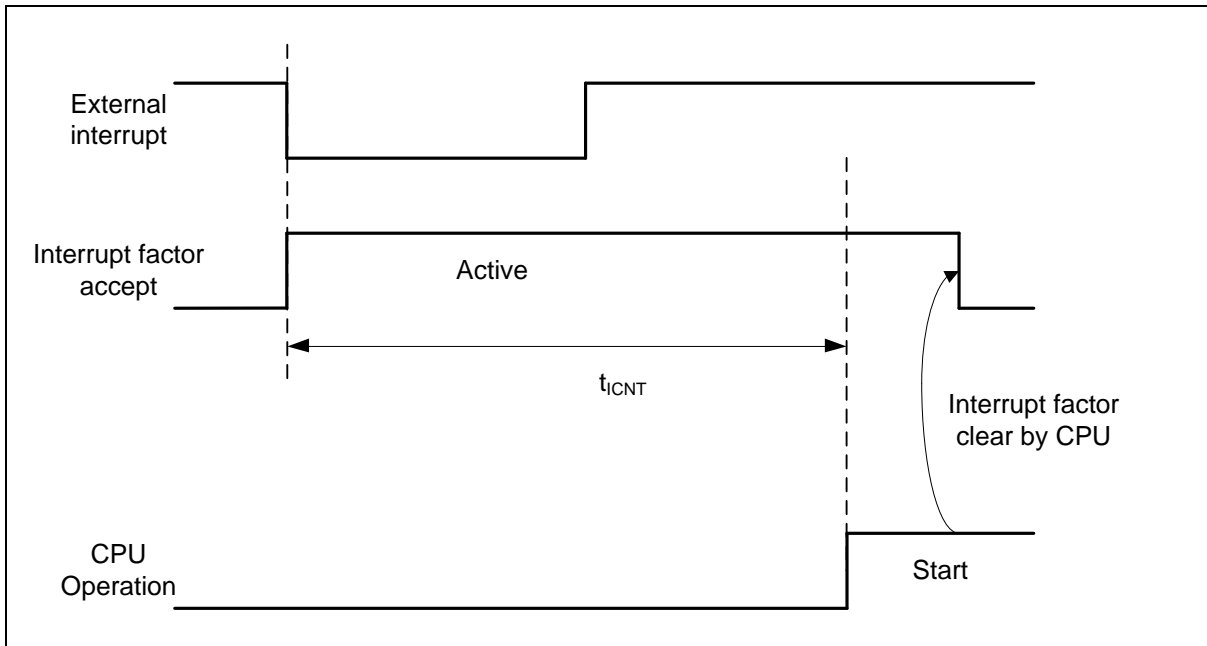 External
interrupt
Interrupt factor
accept
Active
tICNT
Interrupt factor
clear by CPU
CPU
Operation
Start